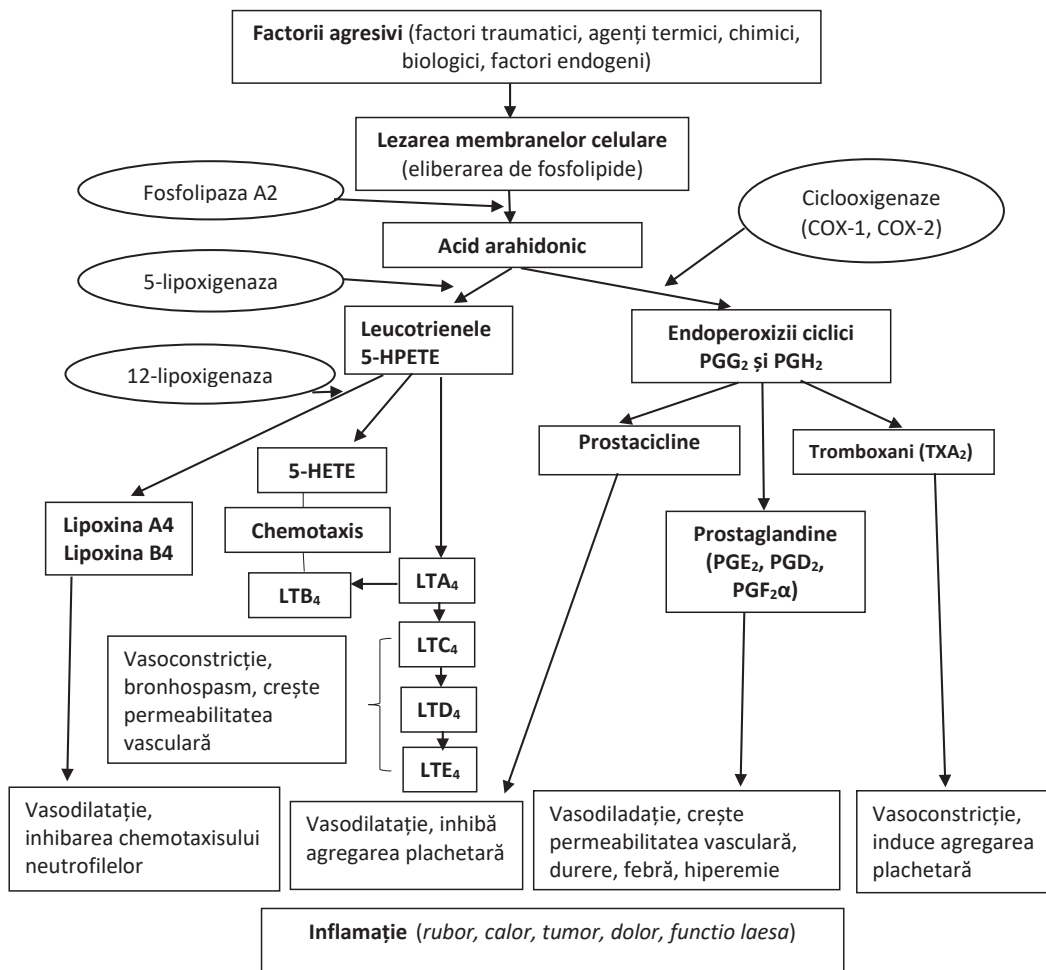 Factorii agresivi (factori traumatici, agenți termici, chimici,
biologici, factori endogeni)
Lezarea membranelor celulare
(eliberarea de fosfolipide)
Fosfolipaza A2
Ciclooxigenaze
(COX-1, COX-2)
Acid arahidonic
5-lipoxigenaza
Leucotrienele
5-HPETE
Endoperoxizii ciclici
PGG₂ și PGH₂
12-lipoxigenaza
Prostacicline
Tromboxani (TXA₂)
5-HETE
Lipoxina A4
Lipoxina B4
Chemotaxis
Prostaglandine
(PGE₂, PGD₂,
PGF₂α)
LTB₄
LTA₄
LTC₄
Vasoconstricție,
bronhospasm, crește
permeabilitatea
vasculară
LTD₄
LTE₄
Vasodilatație,
inhibarea chemotaxisului
neutrofilelor
Vasodilatație, inhibă
agregarea plachetară
Vasodiladație, crește
permeabilitatea vasculară,
durere, febră, hiperemie
Vasoconstricție,
induce agregarea
plachetară
Inflamație (rubor, calor, tumor, dolor, functio laesa)